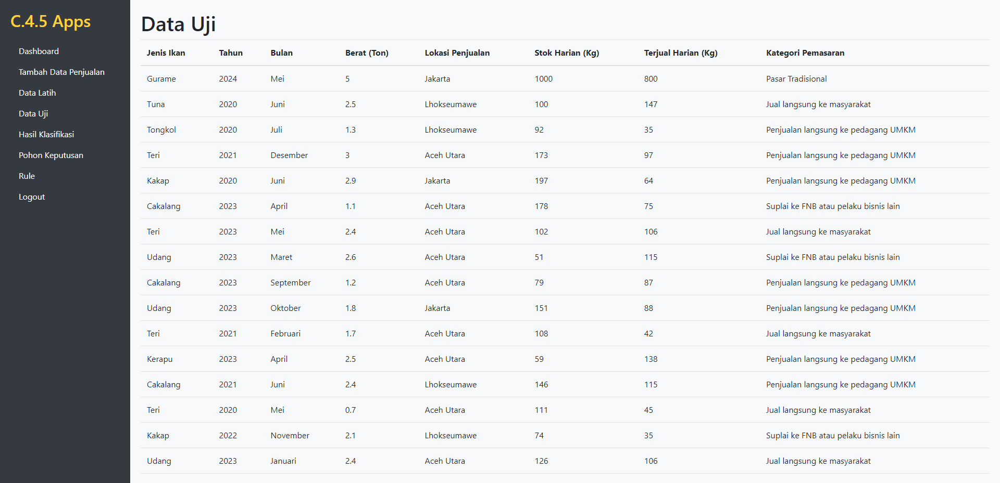 C.4.5 Apps
Dashboard
Tambah Data Penjualan
Data Latih
Data Uji
Hasil Klasifikasi
Pohon Keputusan
Rule
Logout
Data Uji
Jenis Ikan Tahun Bulan Berat (Ton) Lokasi Penjualan Stok Harian (Kg) Terjual Harian (Kg) Kategori Pemasaran
Gurame 2024 Mei 5 Jakarta 1000 800 Pasar Tradisional
Tuna 2020 Juni 2.5 Lhokseumawe 100 147 Jual langsung ke masyarakat
Tongkol 2020 Juli 1.3 Lhokseumawe 92 35 Penjualan langsung ke pedagang UMKM
Teri 2021 Desember 3 Aceh Utara 173 97 Penjualan langsung ke pedagang UMKM
Kakap 2020 Juni 2.9 Jakarta 197 64 Penjualan langsung ke pedagang UMKM
Cakalang 2023 April 1.1 Aceh Utara 178 75 Suplai ke FNB atau pelaku bisnis lain
Teri 2023 Mei 2.4 Aceh Utara 102 106 Jual langsung ke masyarakat
Udang 2023 Maret 2.6 Aceh Utara 51 115 Suplai ke FNB atau pelaku bisnis lain
Cakalang 2023 September 1.2 Aceh Utara 79 87 Penjualan langsung ke pedagang UMKM
Udang 2023 Oktober 1.8 Jakarta 151 88 Penjualan langsung ke pedagang UMKM
Teri 2021 Februari 1.7 Aceh Utara 108 42 Jual langsung ke masyarakat
Kerapu 2023 April 2.5 Aceh Utara 59 138 Penjualan langsung ke pedagang UMKM
Cakalang 2021 Juni 2.4 Lhokseumawe 146 115 Penjualan langsung ke pedagang UMKM
Teri 2020 Mei 0.7 Aceh Utara 111 45 Jual langsung ke masyarakat
Kakap 2022 November 2.1 Lhokseumawe 74 35 Suplai ke FNB atau pelaku bisnis lain
Udang 2023 Januari 2.4 Aceh Utara 126 106 Jual langsung ke masyarakat